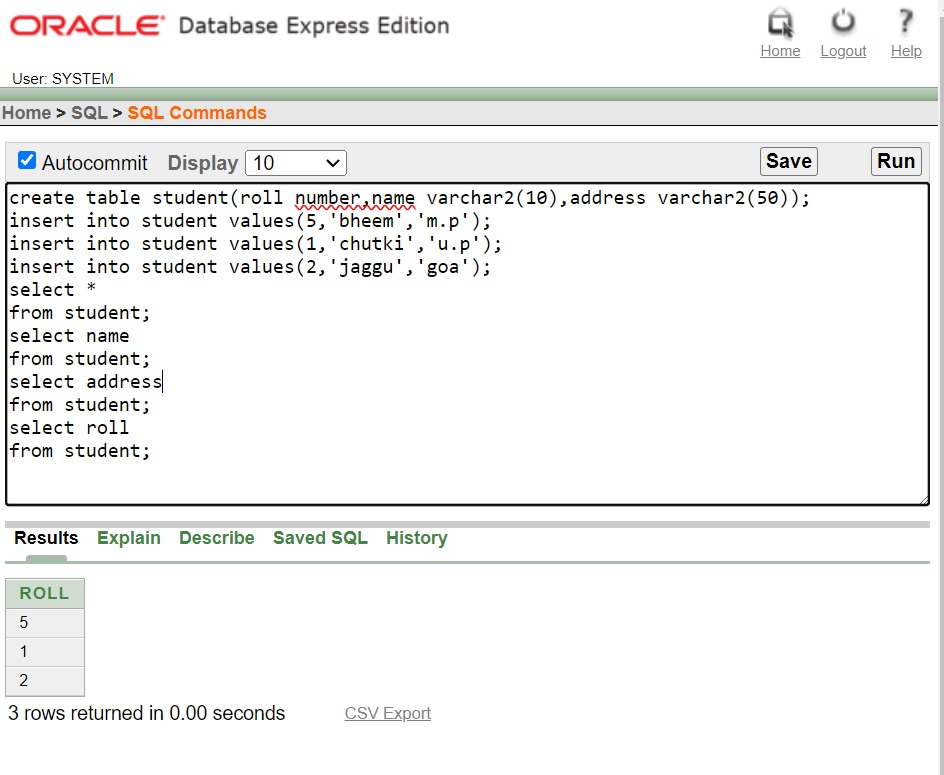 ORACLE Database Express Edition
Home Logout Help
User: SYSTEM
Home > SQL > SQL Commands
Autocommit Display 10 Save Run
create table student(roll number,name varchar2(10),address varchar2(50));
insert into student values(5,'bheem','m.p');
insert into student values(1,'chutki','u.p');
insert into student values(2,'jaggu','goa');
select *
from student;
select name
from student;
select address
from student;
select roll
from student;
Results Explain Describe Saved SQL History
ROLL
5
1
2
3 rows returned in 0.00 seconds CSV Export